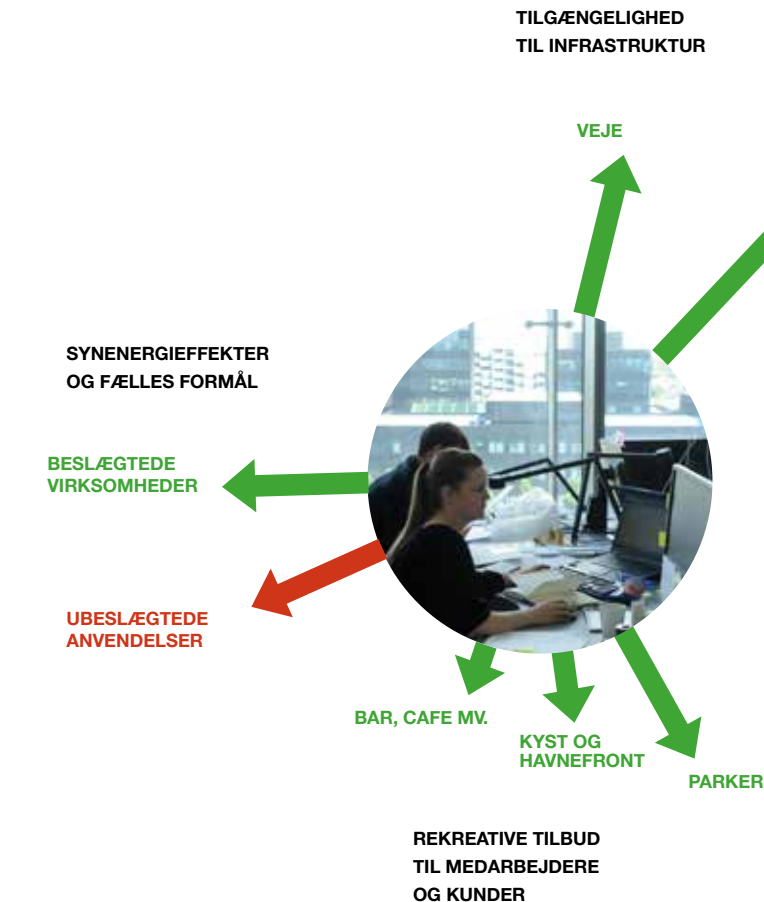 TILGÆNGELIGHED
TIL INFRASTRUKTUR
VEJE
SYNENERGIEFFEKTER
OG FÆLLES FORMÅL
BESLÆGTEDE
VIRKSOMHEDER
UBESLÆGTEDE
ANVENDELSER
BAR, CAFE MV.
KYST OG
HAVNEFRONT
PARKER
REKREATIVE TILBUD
TIL MEDARBEJDERE
OG KUNDER